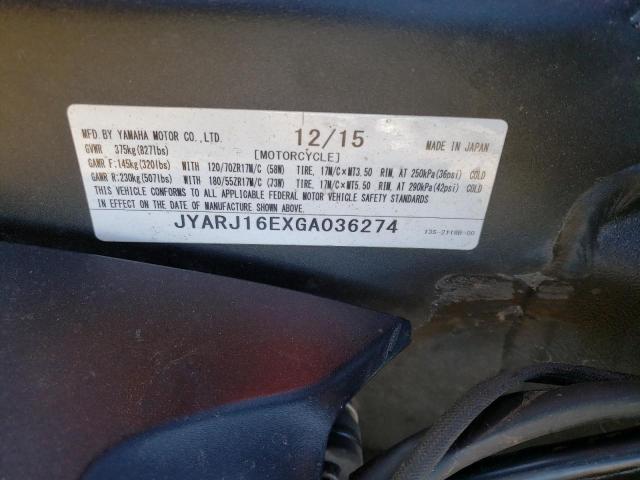 MFD.BY YAMAHA MOTOR CO.,LTD. 12/15 MADE IN JAPAN
GVWR 375kg(827lbs) [MOTORCYCLE]
GAWR F:145kg(320lbs) WITH 120/70ZR17M/C (58W) TIRE, 17M/C×MT3.50 RIM, AT 250kPa(36psi) COLD
GAWR R:230kg(507lbs) WITH 180/55ZR17M/C (73W) TIRE, 17M/C×MT5.50 RIM, AT 290kPa(42psi) COLD
THIS VEHICLE CONFORMS TO ALL APPLICABLE FEDERAL MOTOR VEHICLE SAFETY STANDARDS
IN EFFECT ON THE DATE OF MANUFACTURE SHOWN ABOVE.
JYARJ16EXGA036274